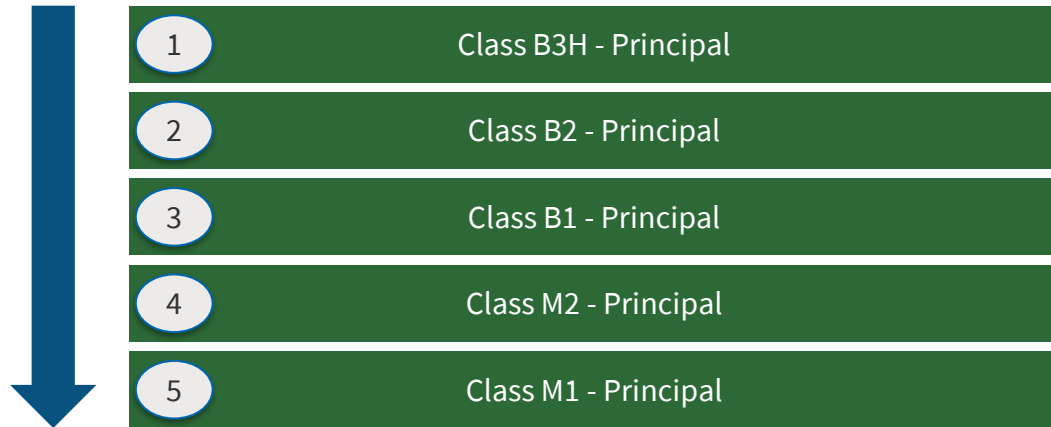 1 Class B3H - Principal
2 Class B2 - Principal
3 Class B1 - Principal
4 Class M2 - Principal
5 Class M1 - Principal